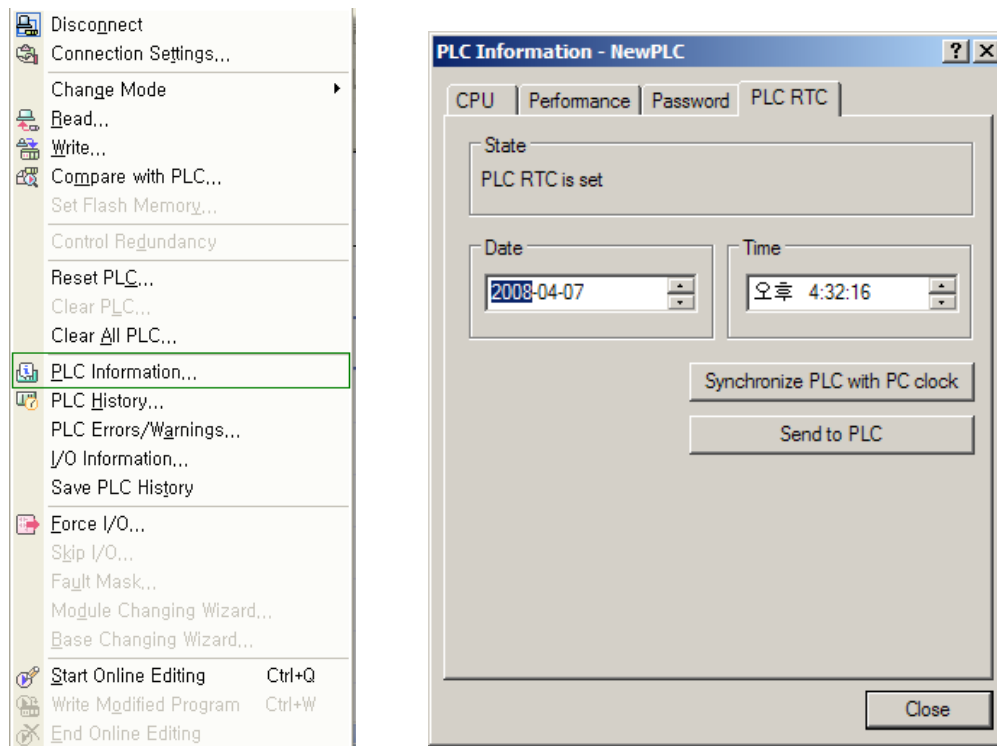 Disconnect
Connection Settings...
Change Mode
Read...
Write...
Compare with PLC...
Set Flash Memory...
Control Redundancy
Reset PLC...
Clear PLC...
Clear All PLC...
PLC Information...
PLC History...
PLC Errors/Warnings...
I/O Information...
Save PLC History
Force I/O...
Skip I/O...
Fault Mask...
Module Changing Wizard...
Base Changing Wizard...
Start Online Editing Ctrl+Q
Write Modified Program Ctrl+W
End Online Editing
PLC Information - NewPLC
CPU Performance Password PLC RTC
State
PLC RTC is set
Date Time
2008-04-07 오후 4:32:16
Synchronize PLC with PC clock
Send to PLC
Close